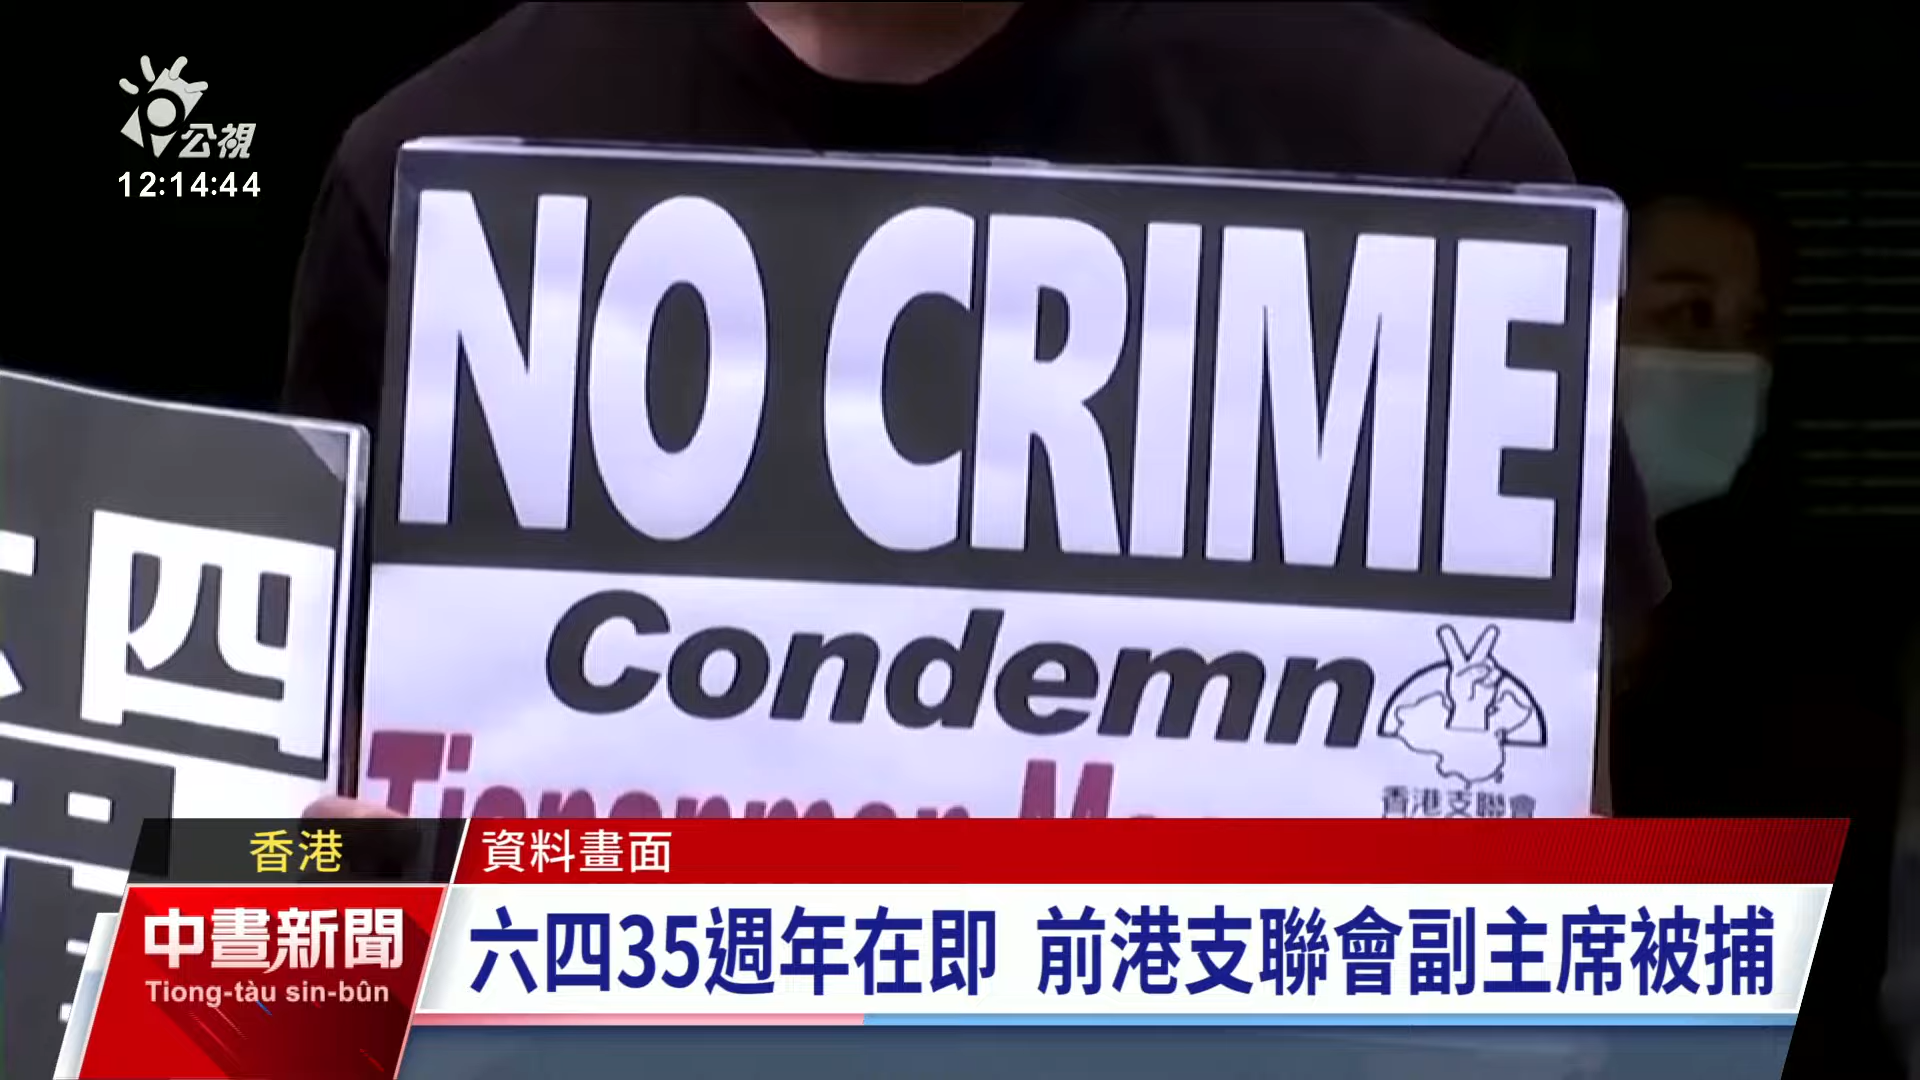 公視
12:14:44
NO CRIME
Condemn
四
香港支聯會
香港
資料畫面
中晝新聞
Tiong-tàu sin-bûn
六四35週年在即 前港支聯會副主席被捕